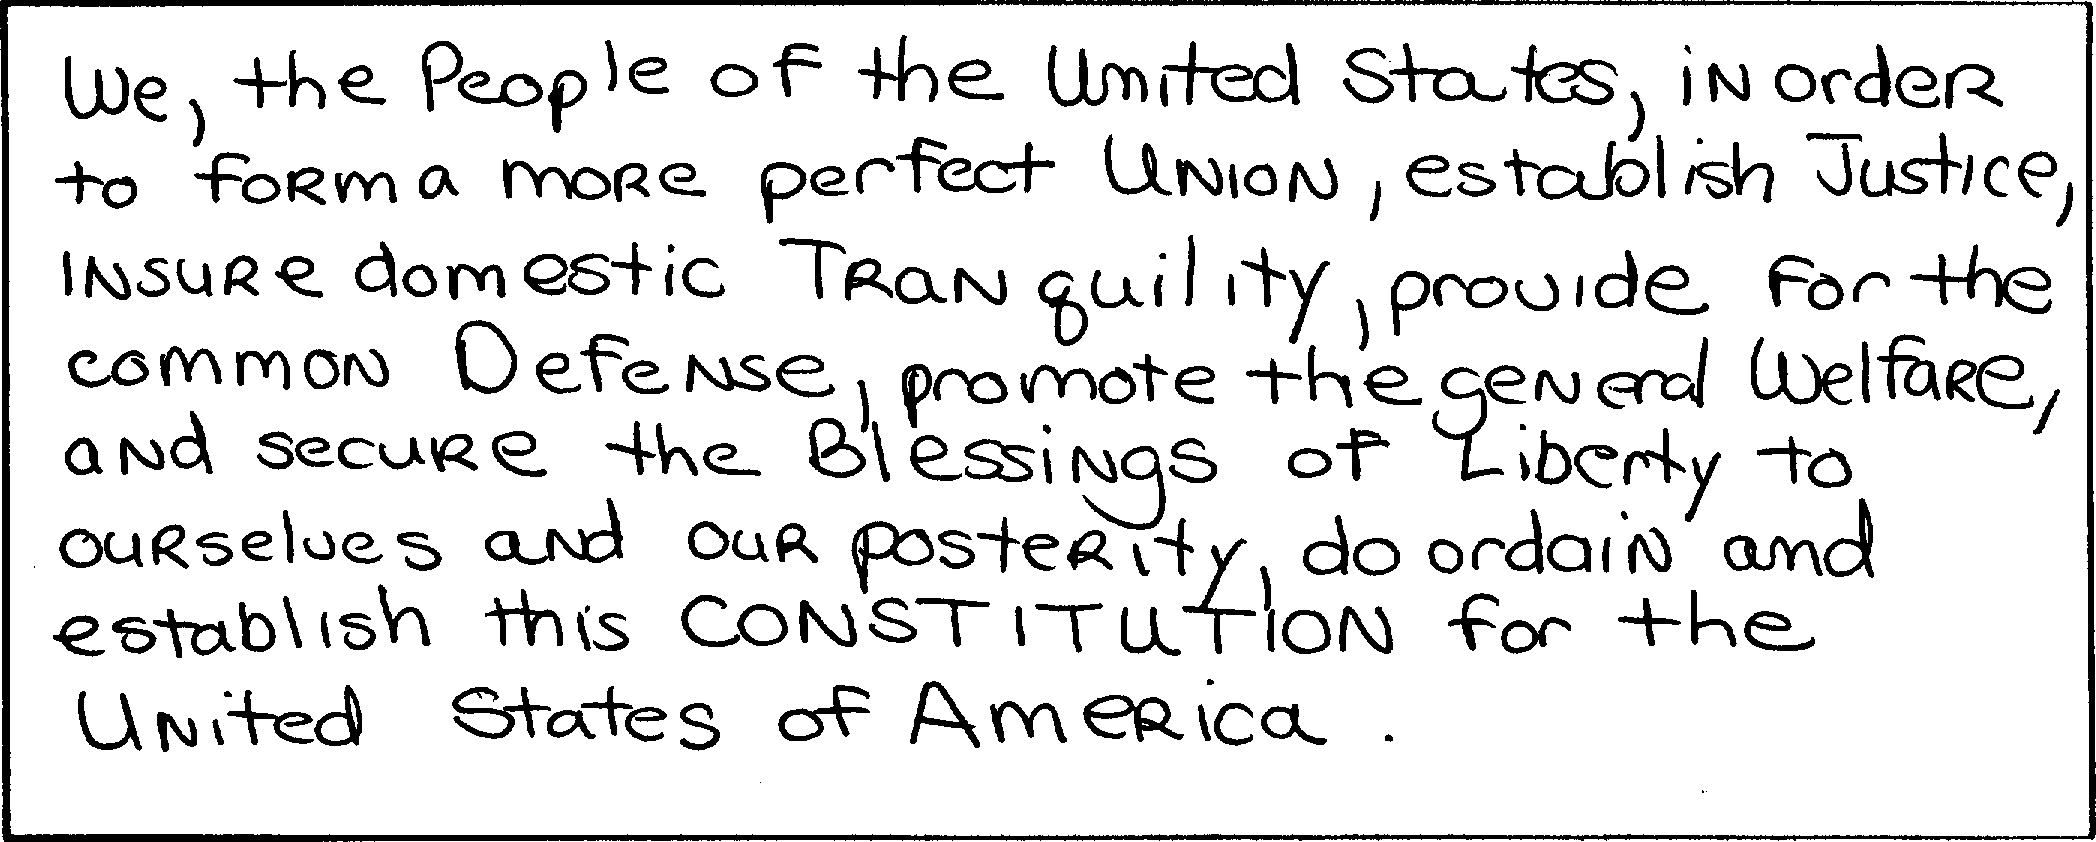 We, the People of the United States, in order
to form a more perfect Union, establish Justice,
insure domestic Tranquility, provide for the
common Defense, promote the general Welfare,
and secure the Blessings of Liberty to
ourselves and our posterity, do ordain and
establish this CONSTITUTION for the
United States of America.